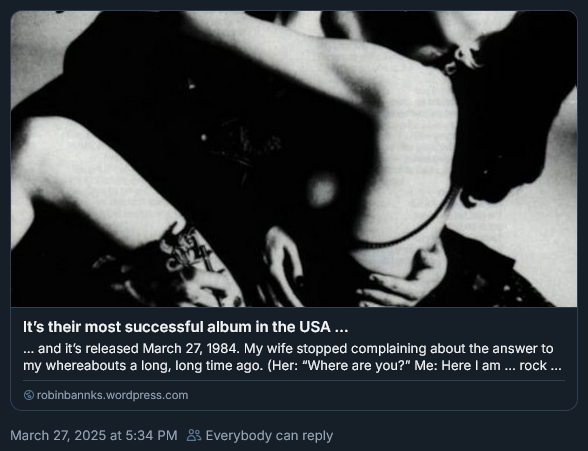 It’s their most successful album in the USA ...
... and it’s released March 27, 1984. My wife stopped complaining about the answer to
my whereabouts a long, long time ago. (Her: “Where are you?” Me: Here I am ... rock ...
robinbannks.wordpress.com
March 27, 2025 at 5:34 PM Everybody can reply